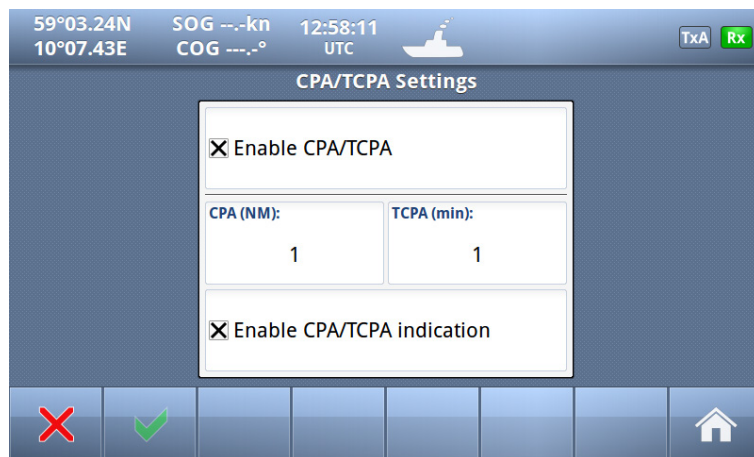 59°03.24N SOG --.-kn 12:58:11 TxA Rx
10°07.43E COG ---.-° UTC
CPA/TCPA Settings
Enable CPA/TCPA
CPA (NM): TCPA (min):
1 1
Enable CPA/TCPA indication